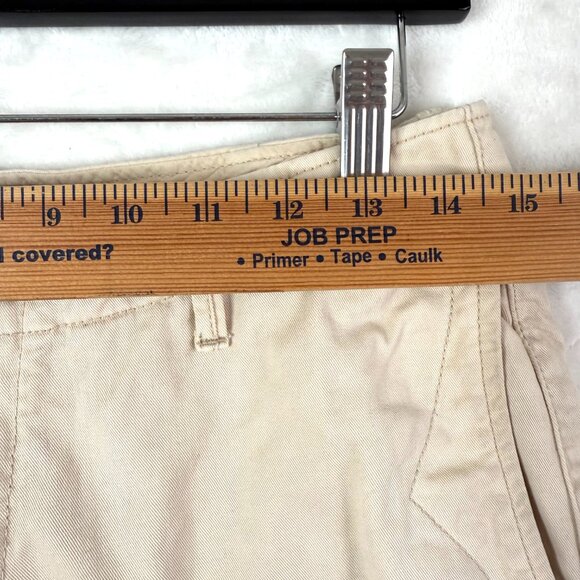 9 10 11 12 13 14 15
l covered?
JOB PREP
• Primer • Tape • Caulk